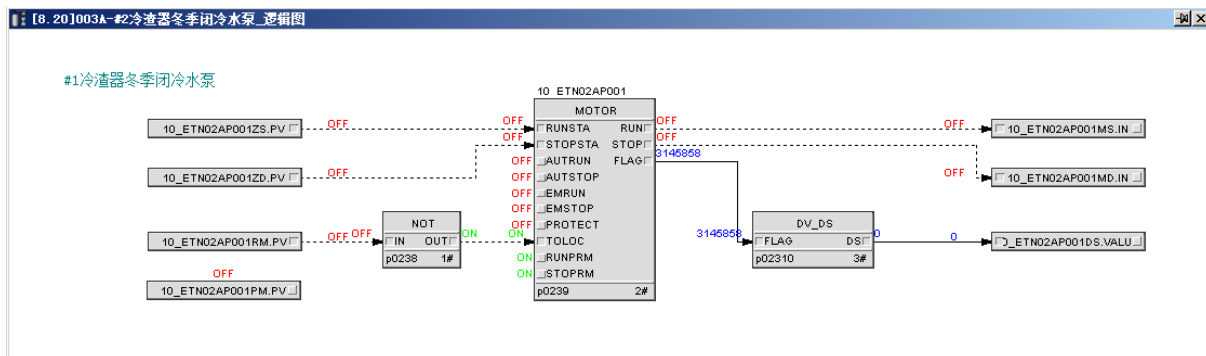 [8.20]003A-#2冷渣器冬季闭冷水泵_逻辑图
#1冷渣器冬季闭冷水泵
10_ETN02AP001
MOTOR
10_ETN02AP001ZS.PV
OFF
OFF
RUNSTA
RUN
OFF
OFF
10_ETN02AP001MS.IN
OFF
STOPSTA
STOP
OFF
OFF
AUTRUN
FLAG
3145858
10_ETN02AP001ZD.PV
OFF
OFF
AUTSTOP
OFF
10_ETN02AP001MD.IN
OFF
EMRUN
OFF
EMSTOP
NOT
OFF
PROTECT
DV_DS
10_ETN02AP001RM.PV
OFF
OFF
IN
OUT
ON
ON
TOLOC
3145858
FLAG
DS
0
0
0_ETN02AP001DS.VALU
p0238
1#
ON
RUNPRM
p02310
3#
OFF
ON
STOPRM
10_ETN02AP001PM.PV
p0239
2#